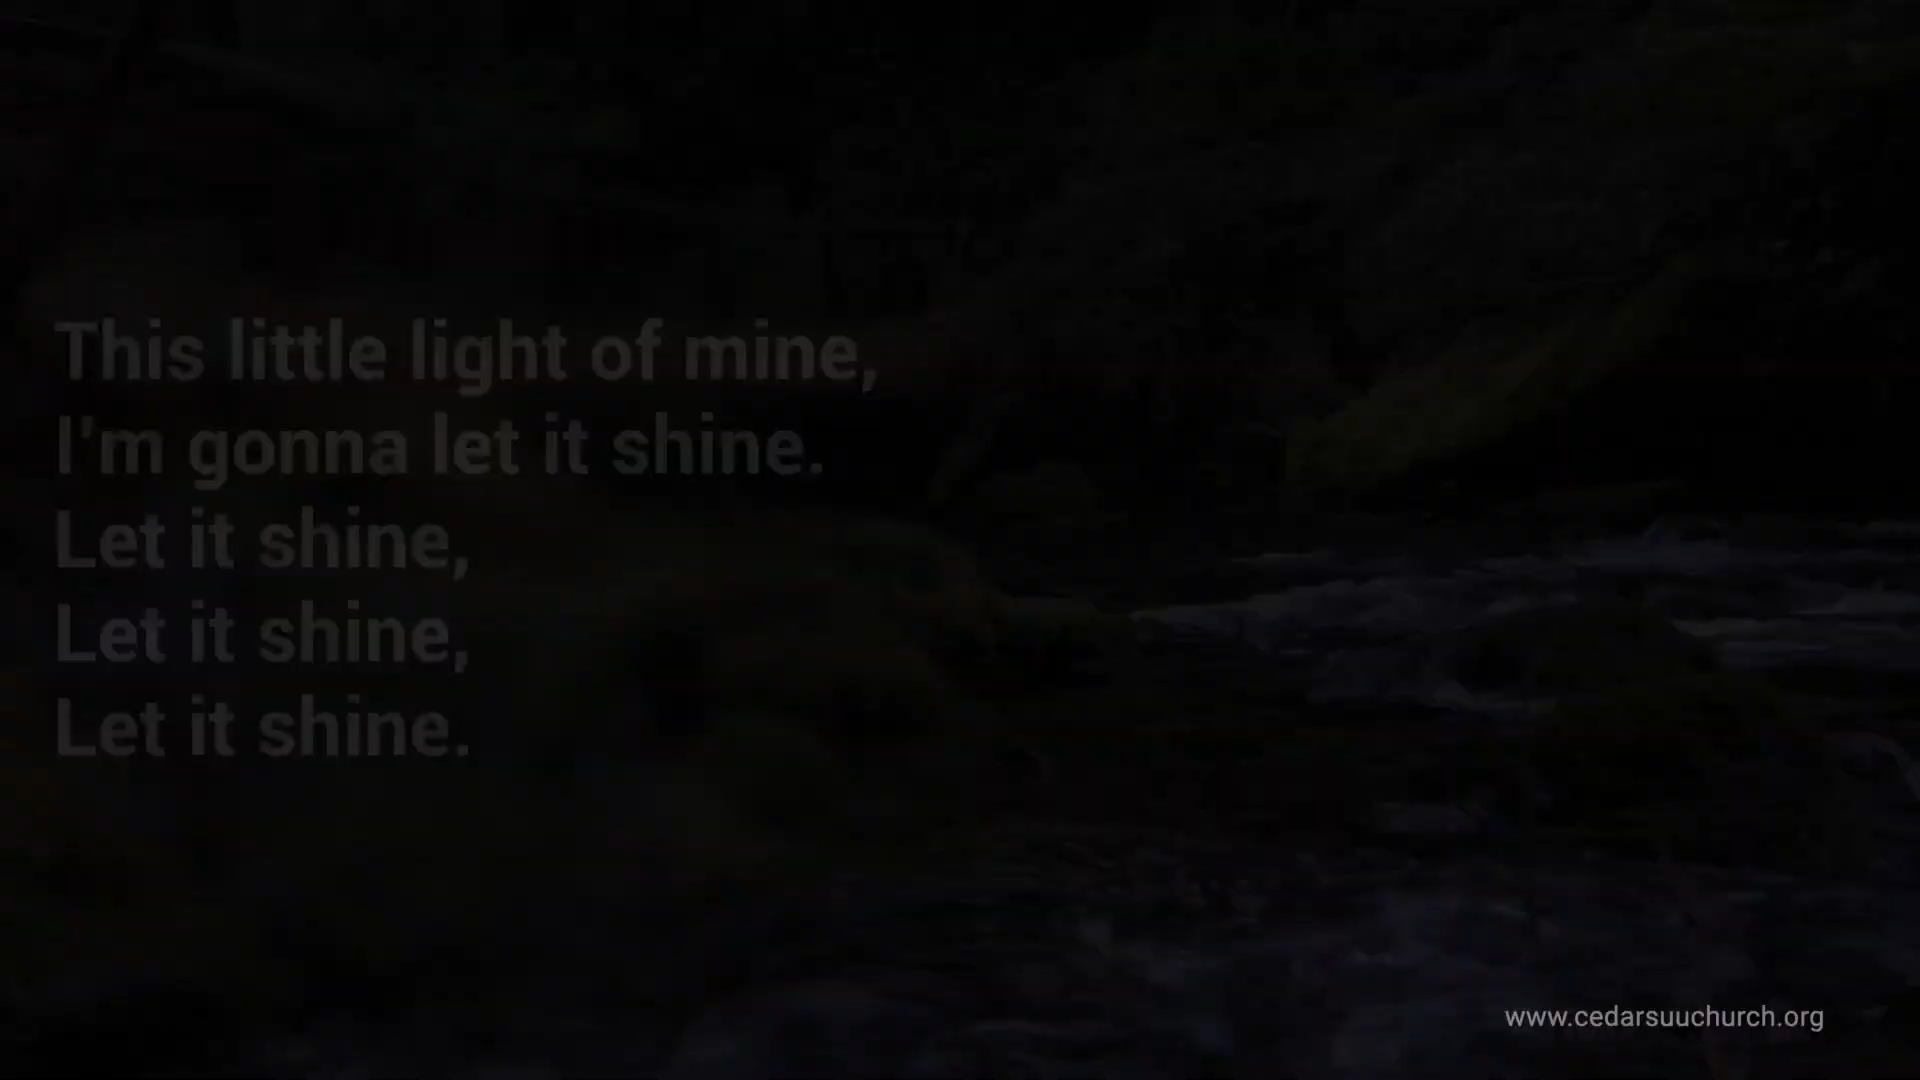 This little light of mine,
I'm gonna let it shine.
Let it shine,
Let it shine,
Let it shine.
www.cedarsuuchurch.org